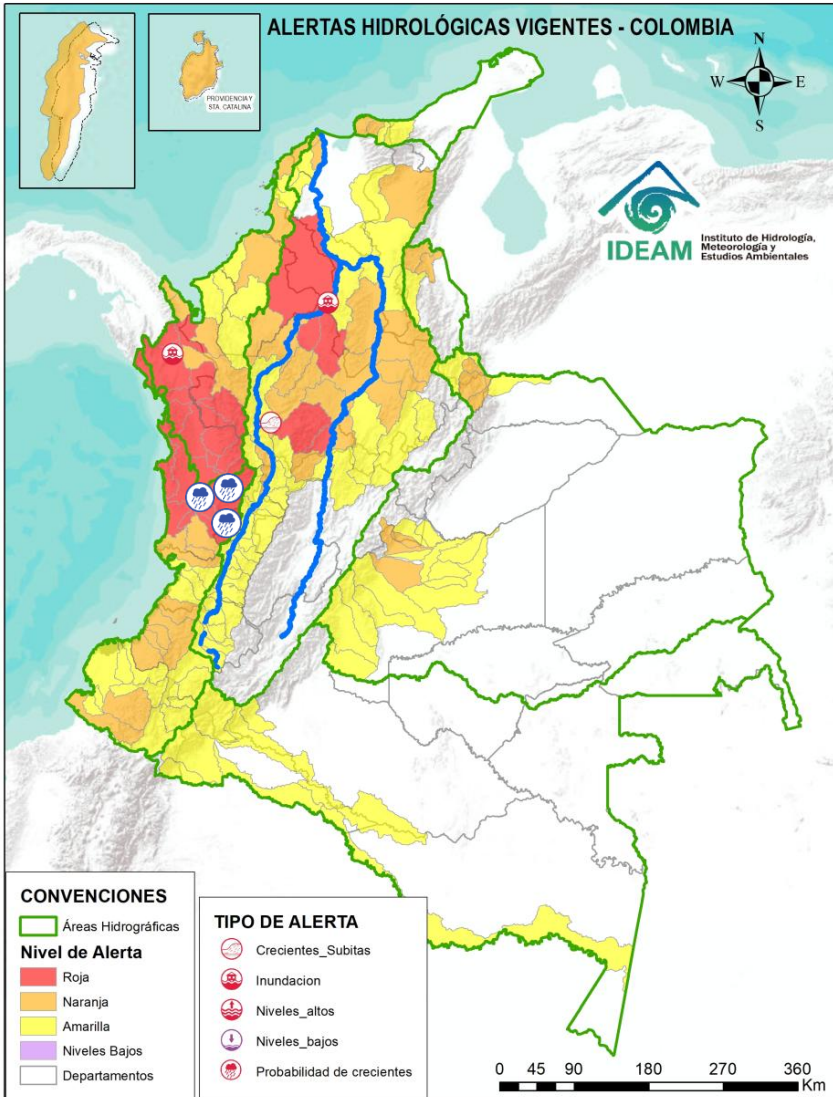 ALERTAS HIDROLÓGICAS VIGENTES - COLOMBIA
PROVIDENCIA Y
STA. CATALINA
N
W
E
S
IDEAM
Instituto de Hidrología,
Meteorología y
Estudios Ambientales
CONVENCIONES
Áreas Hidrográficas
Nivel de Alerta
Roja
Naranja
Amarilla
Niveles Bajos
Departamentos
TIPO DE ALERTA
Crecientes_Subitas
Inundacion
Niveles_altos
Niveles_bajos
Probabilidad de crecientes
0 45 90 180 270 360
Km